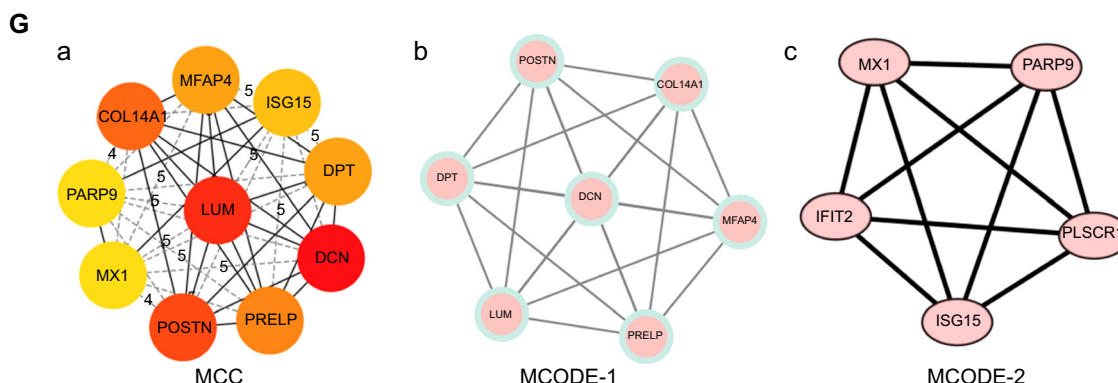 G
a
MFAP4
ISG15
COL14A1
DPT
PARP9
LUM
DCN
MX1
POSTN
PRELP
5
5
4
5
5
5
5
5
5
5
5
4
MCC
b
POSTN
COL14A1
DPT
DCN
MFAP4
LUM
PRELP
MCODE-1
c
MX1
PARP9
IFIT2
PLSCR1
ISG15
MCODE-2